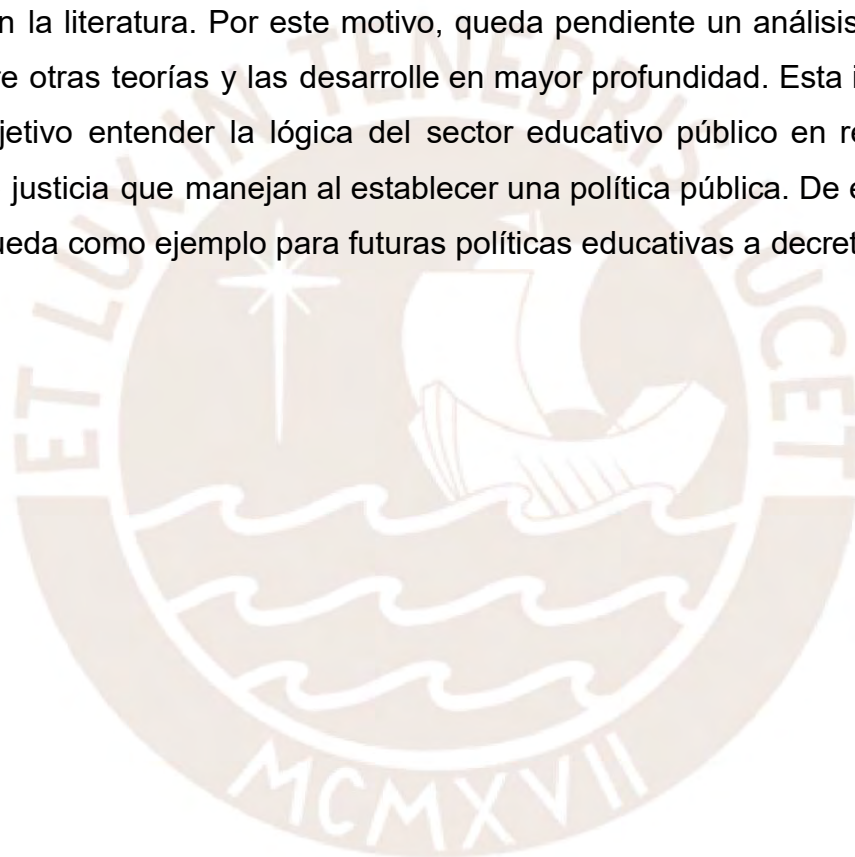 n la literatura. Por este motivo, queda pendiente un análisis
e otras teorías y las desarrolle en mayor profundidad. Esta i
jetivo entender la lógica del sector educativo público en re
justicia que manejan al establecer una política pública. De e
ueda como ejemplo para futuras políticas educativas a decret
ET LUX IN TENEBRIS LUCET
MCMXVII